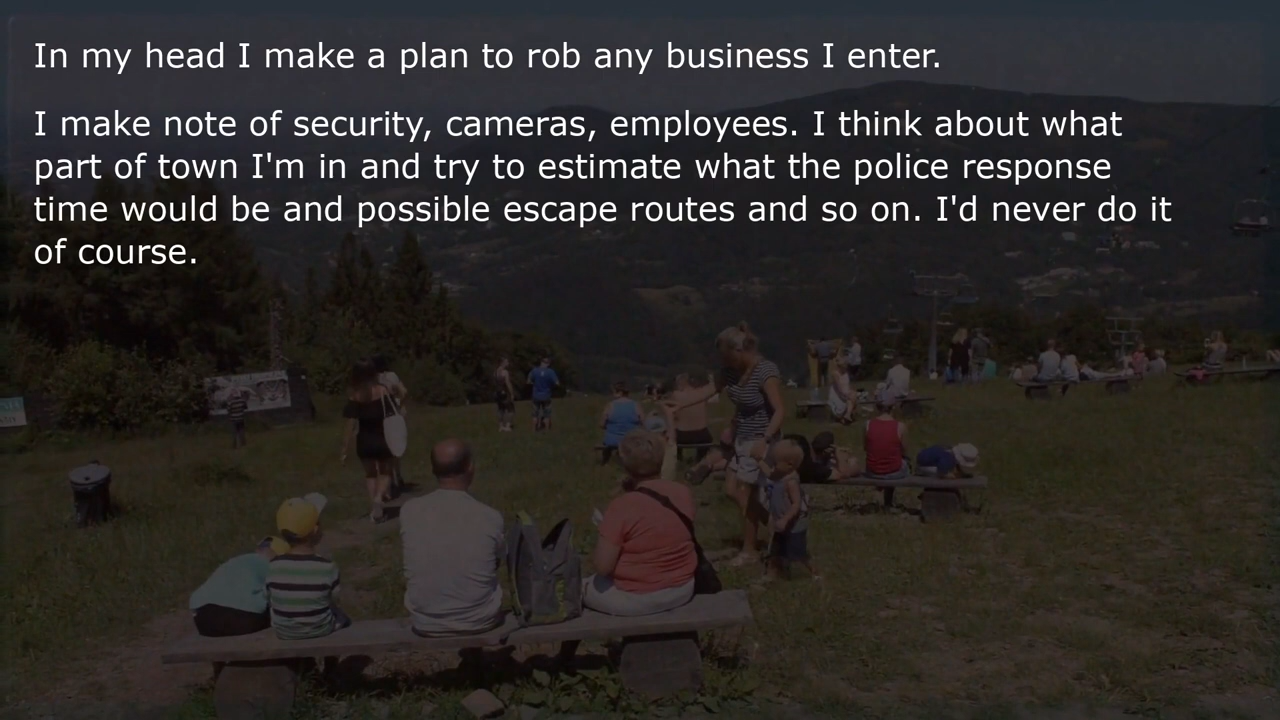 In my head I make a plan to rob any business I enter.
I make note of security, cameras, employees. I think about what
part of town I'm in and try to estimate what the police response
time would be and possible escape routes and so on. I'd never do it
of course.